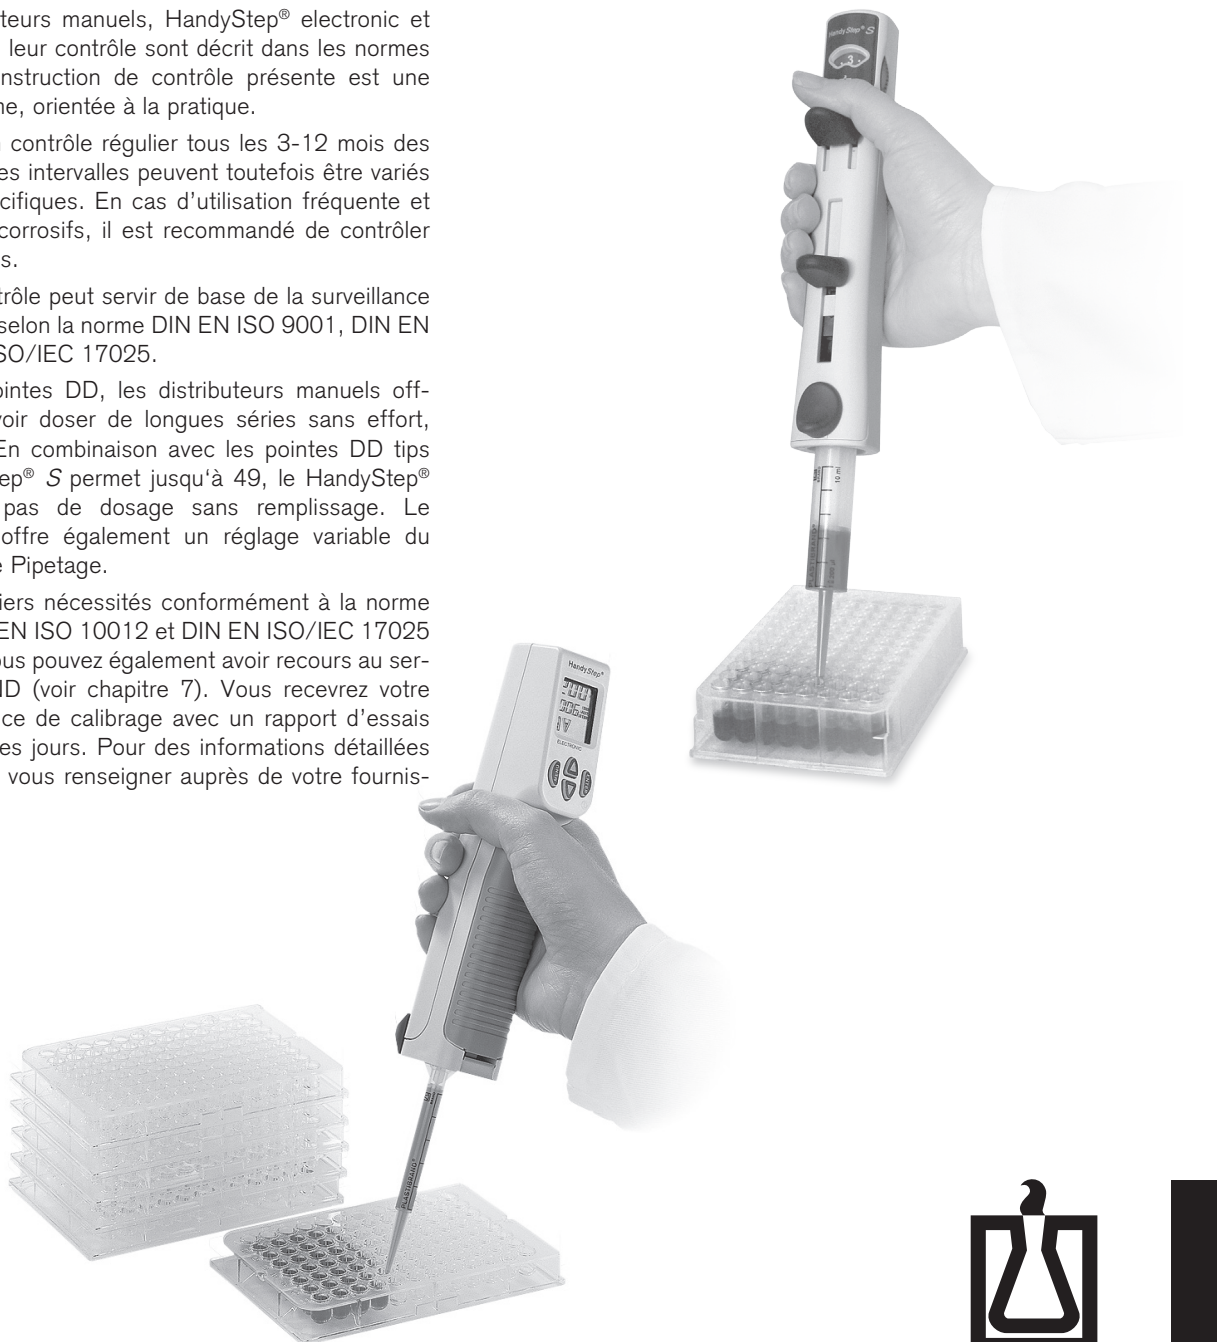 teurs manuels, HandyStep® electronic et
leur contrôle sont décrit dans les normes
nstruction de contrôle présente est une
ne, orientée à la pratique.
contrôle régulier tous les 3-12 mois des
es intervalles peuvent toutefois être variés
cifiques. En cas d’utilisation fréquente et
corrosifs, il est recommandé de contrôler
s.
trôle peut servir de base de la surveillance
selon la norme DIN EN ISO 9001, DIN EN
SO/IEC 17025.
ointes DD, les distributeurs manuels off-
voir doser de longues séries sans effort,
En combinaison avec les pointes DD tips
ep® S permet jusqu‘à 49, le HandyStep®
pas de dosage sans remplissage. Le
offre également un réglage variable du
e Pipetage.
iers nécessités conformément à la norme
EN ISO 10012 et DIN EN ISO/IEC 17025
ous pouvez également avoir recours au ser-
ND (voir chapitre 7). Vous recevrez votre
ce de calibrage avec un rapport d’essais
es jours. Pour des informations détaillées
vous renseigner auprès de votre fournis-
HandyStep® S
3
10 ml
PLASTIBRAND®
HandyStep®
ELECTRONIC
PLASTIBRAND®